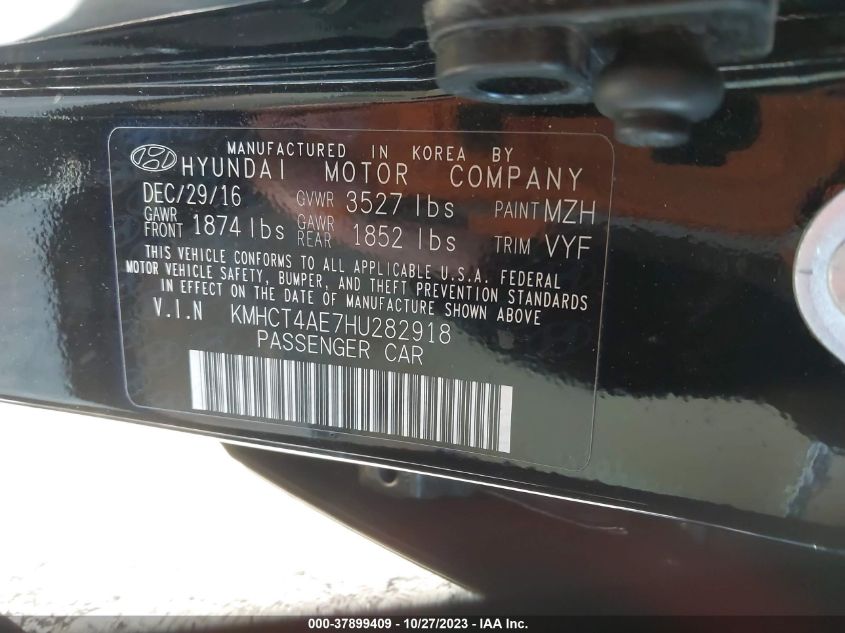 MANUFACTURED IN KOREA BY
HYUNDAI MOTOR COMPANY
DEC/29/16 GVWR 3527 lbs PAINT MZH
GAWR FRONT 1874 lbs GAWR REAR 1852 lbs TRIM VYF
THIS VEHICLE CONFORMS TO ALL APPLICABLE U.S.A. FEDERAL
MOTOR VEHICLE SAFETY, BUMPER, AND THEFT PREVENTION STANDARDS
IN EFFECT ON THE DATE OF MANUFACTURE SHOWN ABOVE
V.I.N KMHCT4AE7HU282918
PASSENGER CAR
000-37899409 - 10/27/2023 - IAA Inc.